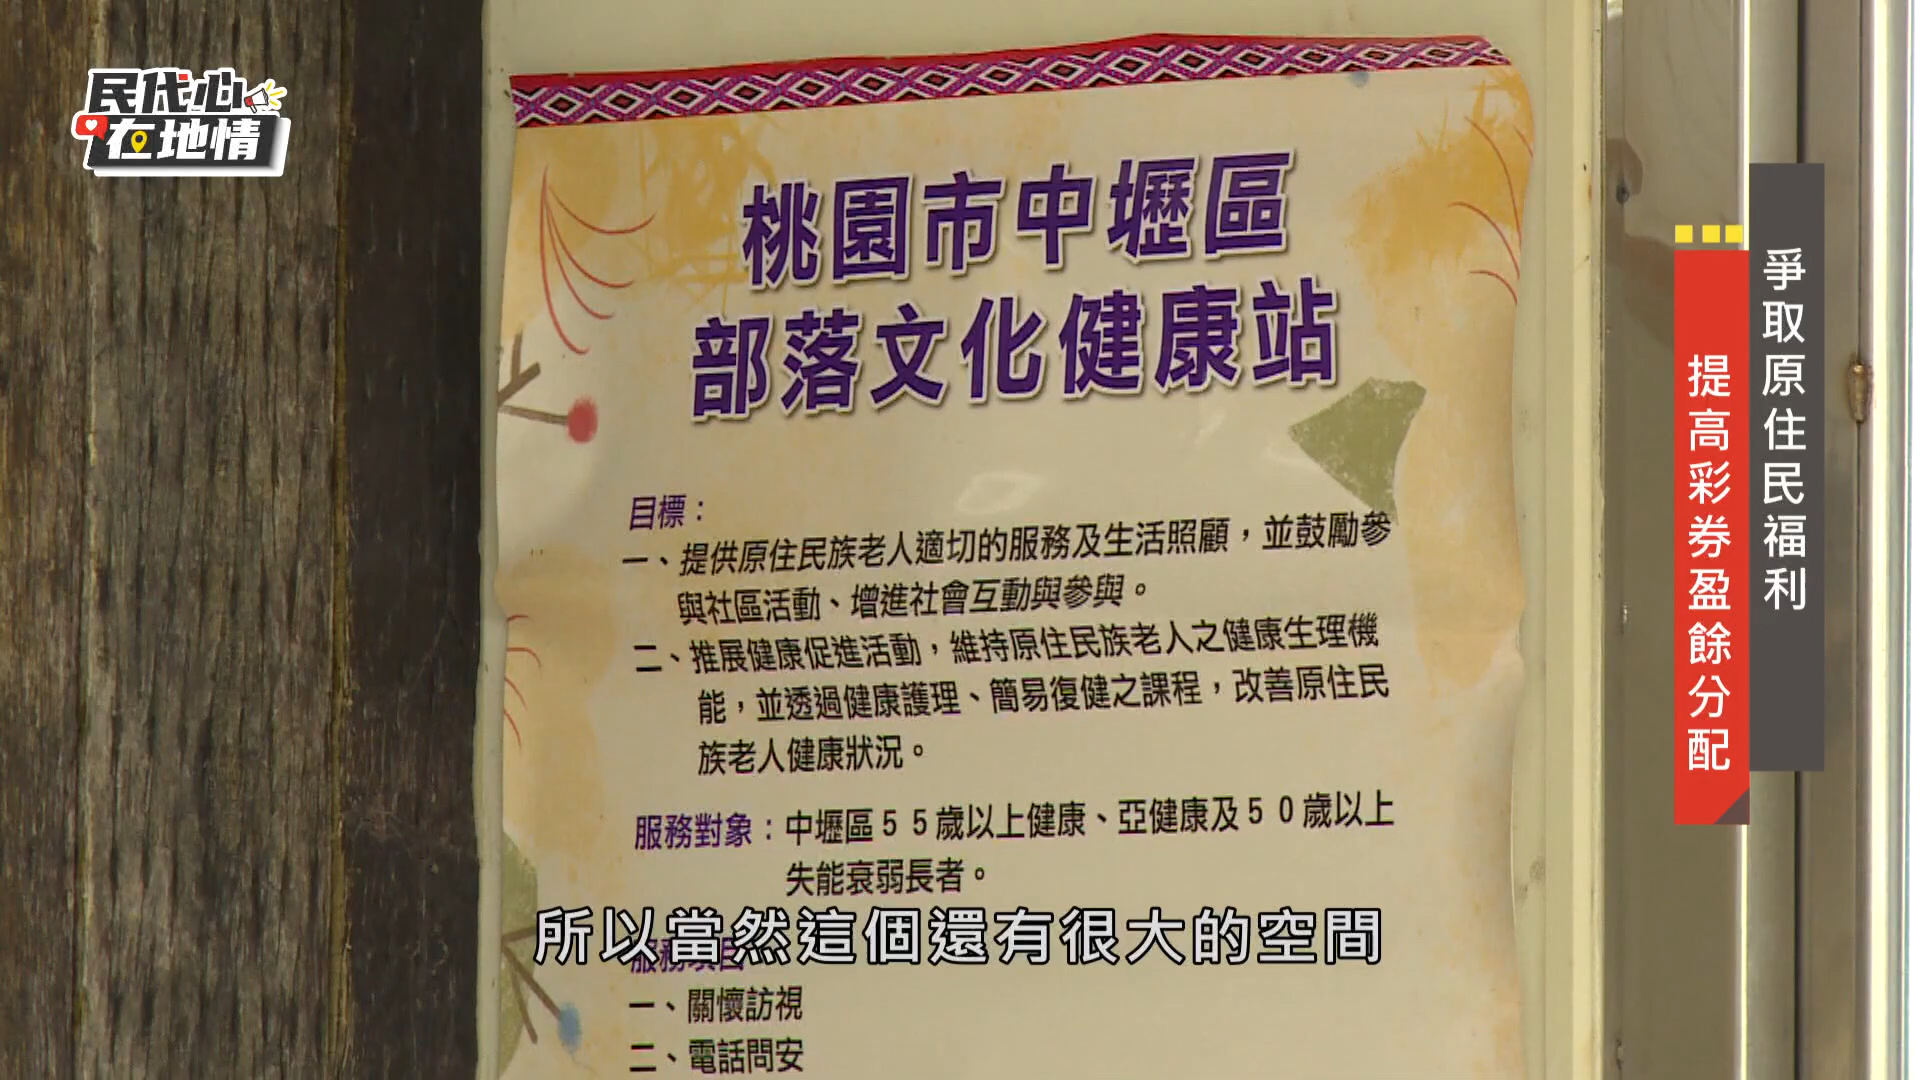 民代心
在地情
爭取原住民福利
提高彩券盈餘分配
桃園市中壢區
部落文化健康站
目標：
一、提供原住民族老人適切的服務及生活照顧，並鼓勵參
與社區活動、增進社會互動與參與。
二、推展健康促進活動，維持原住民族老人之健康生理機
能，並透過健康護理、簡易復健之課程，改善原住民
族老人健康狀況。
服務對象：中壢區55歲以上健康、亞健康及50歲以上
失能衰弱長者。
服務項目
所以當然這個還有很大的空間
一、關懷訪視
二、電話問安